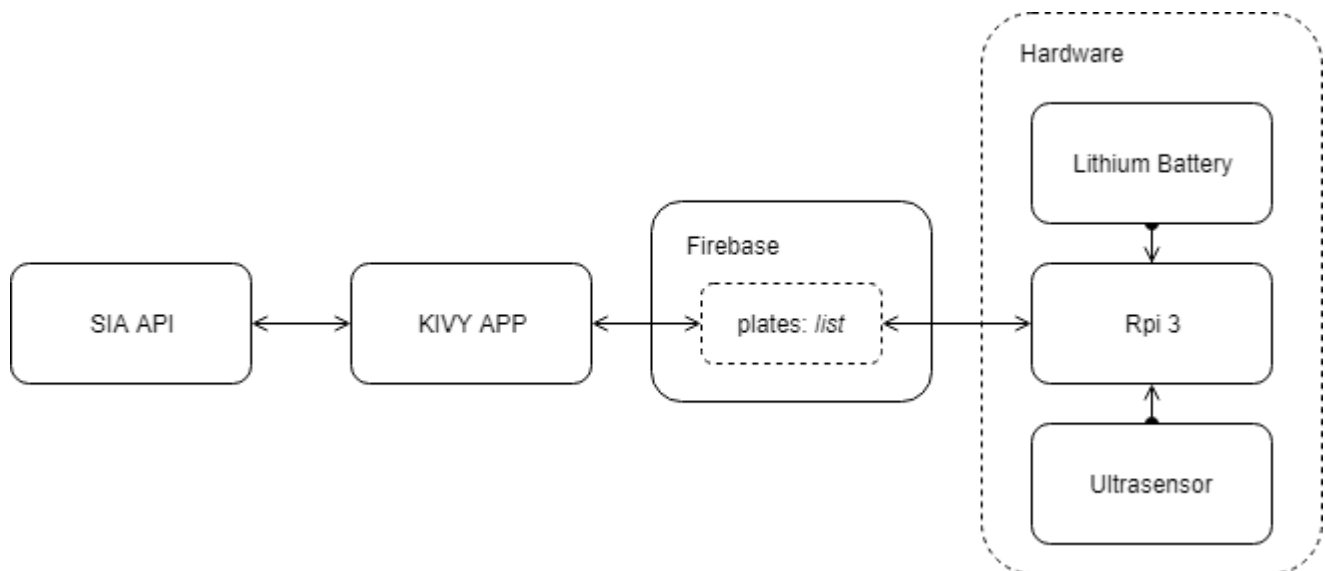 Hardware
Lithium Battery
Firebase
SIA API
KIVY APP
plates: list
Rpi 3
Ultrasensor